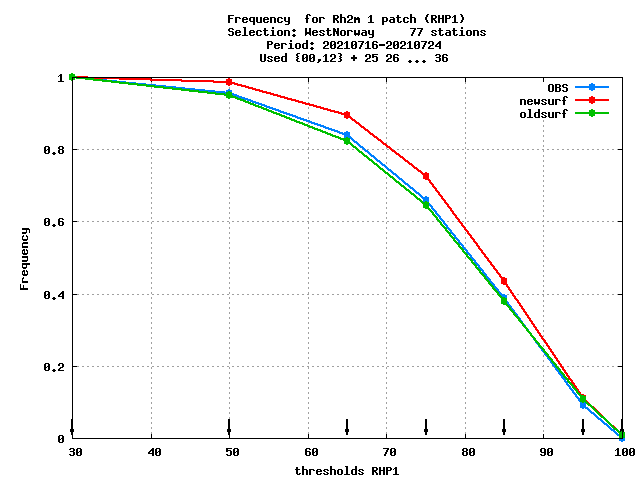 Frequency  for Rh2m 1 patch (RHP1)
Selection: WestNorway     77 stations
Period: 20210716-20210724
Used {00,12} + 25 26 ... 36
OBS
newsurf
oldsurf
1
0.8
0.6
0.4
0.2
0
Frequency
30 40 50 60 70 80 90 100
thresholds RHP1